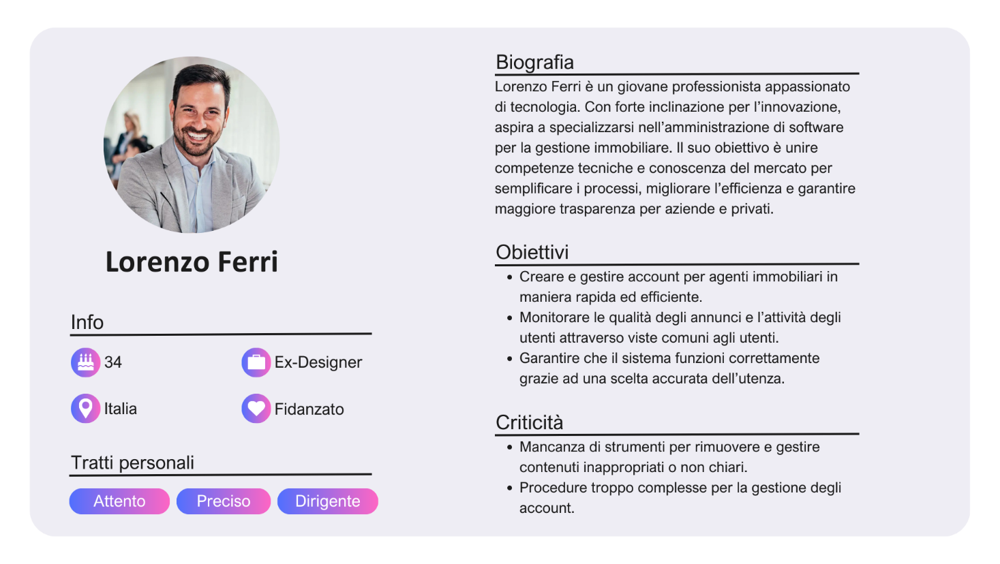 Lorenzo Ferri
Info
34
Ex-Designer
Italia
Fidanzato
Tratti personali
Attento
Preciso
Dirigente
Biografia
Lorenzo Ferri è un giovane professionista appassionato
di tecnologia. Con forte inclinazione per l’innovazione,
aspira a specializzarsi nell’amministrazione di software
per la gestione immobiliare. Il suo obiettivo è unire
competenze tecniche e conoscenza del mercato per
semplificare i processi, migliorare l’efficienza e garantire
maggiore trasparenza per aziende e privati.
Obiettivi
• Creare e gestire account per agenti immobiliari in
maniera rapida ed efficiente.
• Monitorare le qualità degli annunci e l’attività degli
utenti attraverso viste comuni agli utenti.
• Garantire che il sistema funzioni correttamente
grazie ad una scelta accurata dell’utenza.
Criticità
• Mancanza di strumenti per rimuovere e gestire
contenuti inappropriati o non chiari.
• Procedure troppo complesse per la gestione degli
account.